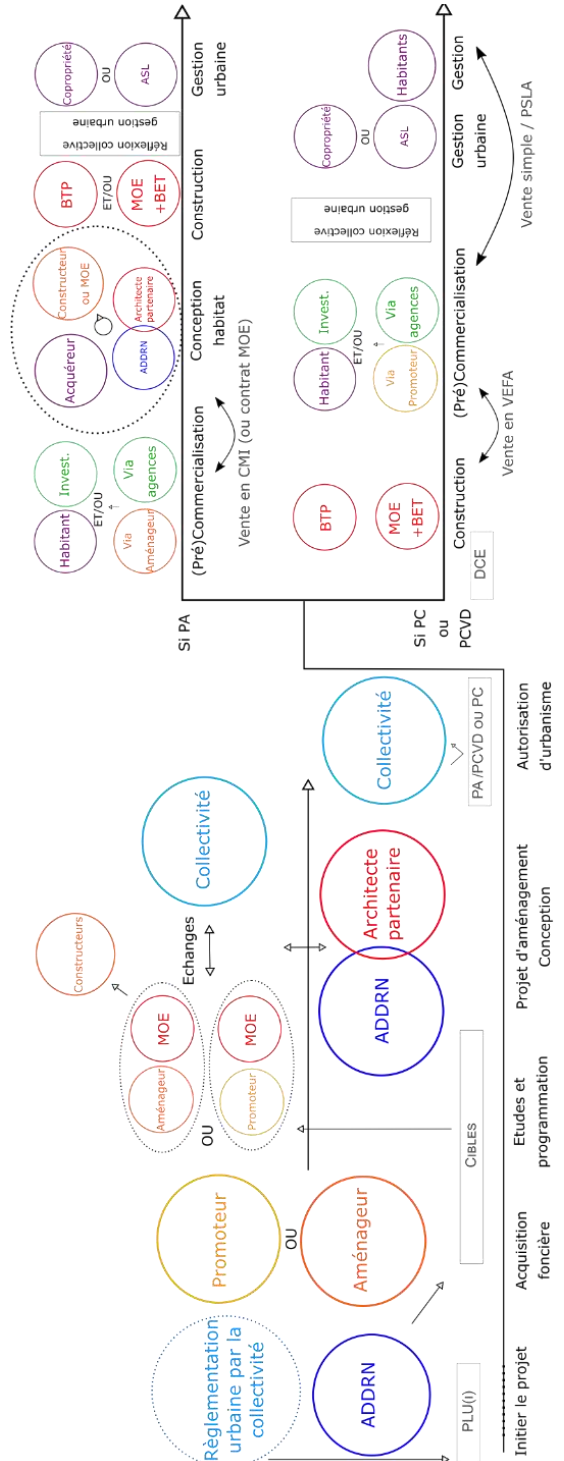 Règlementation
urbaine par la
collectivité
ADDRN
PLU(I)
Initier le projet
Promoteur
OU
Aménageur
Acquisition
foncière
CIBLES
Aménageur
MOE
OU
Promoteur
MOE
Constructeurs
Etudes et
programmation
Echanges
Collectivité
ADDRN
Architecte
partenaire
Projet d'aménagement
Conception
Collectivité
PA /PCVD ou PC
Autorisation
d'urbanisme
Si PA
Habitant
Invest.
ET/OU
Via
Aménageur
Via
agences
(Pré)Commercialisation
Vente en CMI (ou contrat MOE)
Acquéreur
Constructeur
ou MOE
ADDRN
Architecte
partenaire
Conception
habitat
BTP
ET/OU
MOE
+BET
Construction
Réflexion collective
gestion urbaine
Copropriété
OU
ASL
Gestion
urbaine
Si PC
ou
PCVD
DCE
BTP
MOE
+BET
Construction
Vente en VEFA
Habitant
Invest.
ET/OU
Via
Promoteur
Via
agences
(Pré)Commercialisation
Réflexion collective
gestion urbaine
Copropriété
OU
ASL
Gestion
urbaine
Habitants
Gestion
Vente simple / PSLA